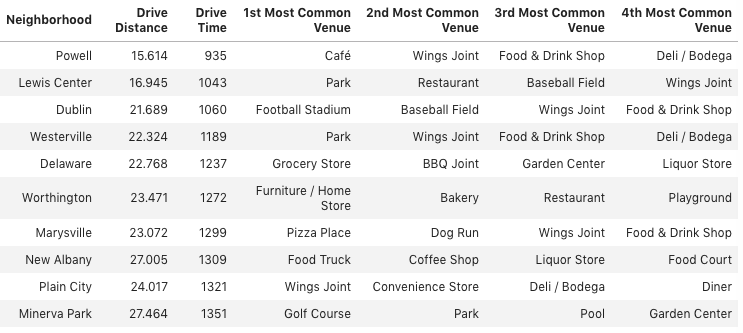 Neighborhood Drive Distance Drive Time 1st Most Common Venue 2nd Most Common Venue 3rd Most Common Venue 4th Most Common Venue
Powell 15.614 935 Café Wings Joint Food & Drink Shop Deli / Bodega
Lewis Center 16.945 1043 Park Restaurant Baseball Field Wings Joint
Dublin 21.689 1060 Football Stadium Baseball Field Wings Joint Food & Drink Shop
Westerville 22.324 1189 Park Wings Joint Food & Drink Shop Deli / Bodega
Delaware 22.768 1237 Grocery Store BBQ Joint Garden Center Liquor Store
Worthington 23.471 1272 Furniture / Home Store Bakery Restaurant Playground
Marysville 23.072 1299 Pizza Place Dog Run Wings Joint Food & Drink Shop
New Albany 27.005 1309 Food Truck Coffee Shop Liquor Store Food Court
Plain City 24.017 1321 Wings Joint Convenience Store Deli / Bodega Diner
Minerva Park 27.464 1351 Golf Course Park Pool Garden Center